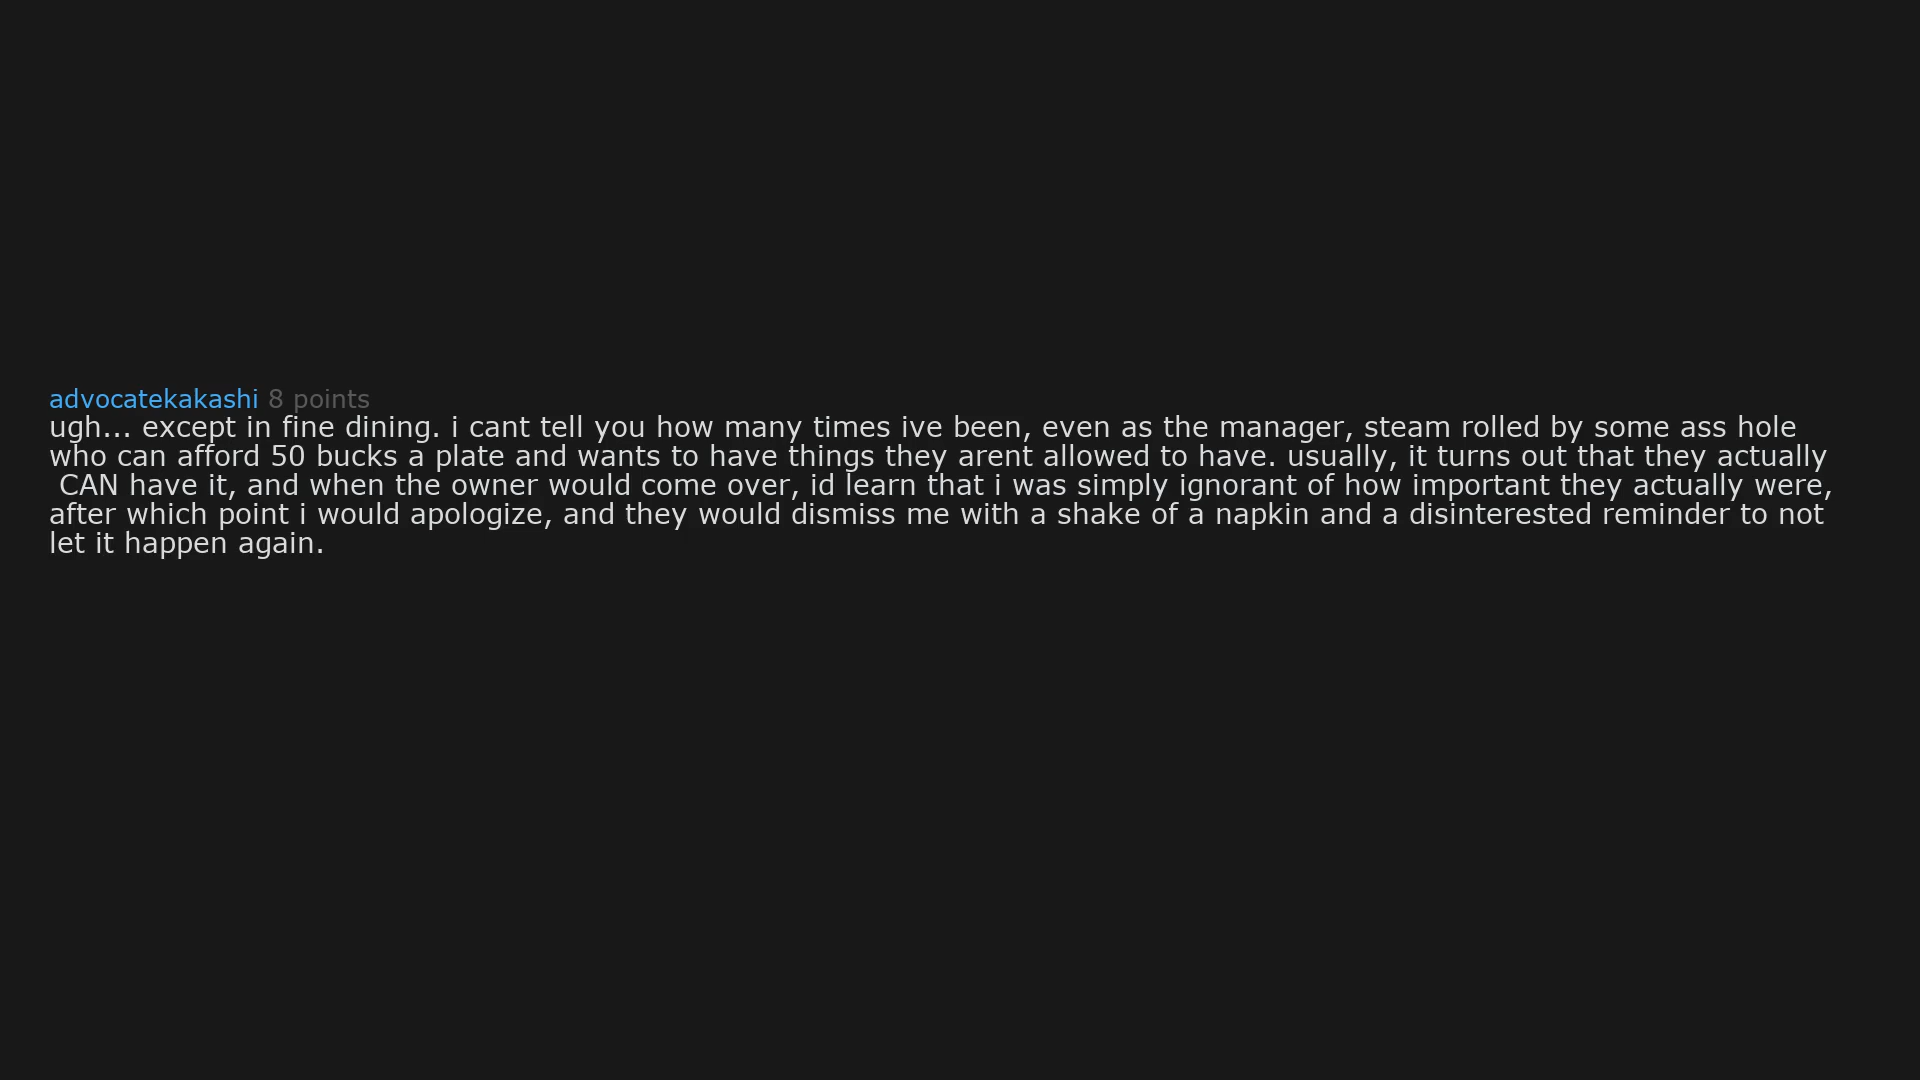 advocatekakashi 8 points
ugh... except in fine dining. i cant tell you how many times ive been, even as the manager, steam rolled by some ass hole
who can afford 50 bucks a plate and wants to have things they arent allowed to have. usually, it turns out that they actually
CAN have it, and when the owner would come over, id learn that i was simply ignorant of how important they actually were,
after which point i would apologize, and they would dismiss me with a shake of a napkin and a disinterested reminder to not
let it happen again.